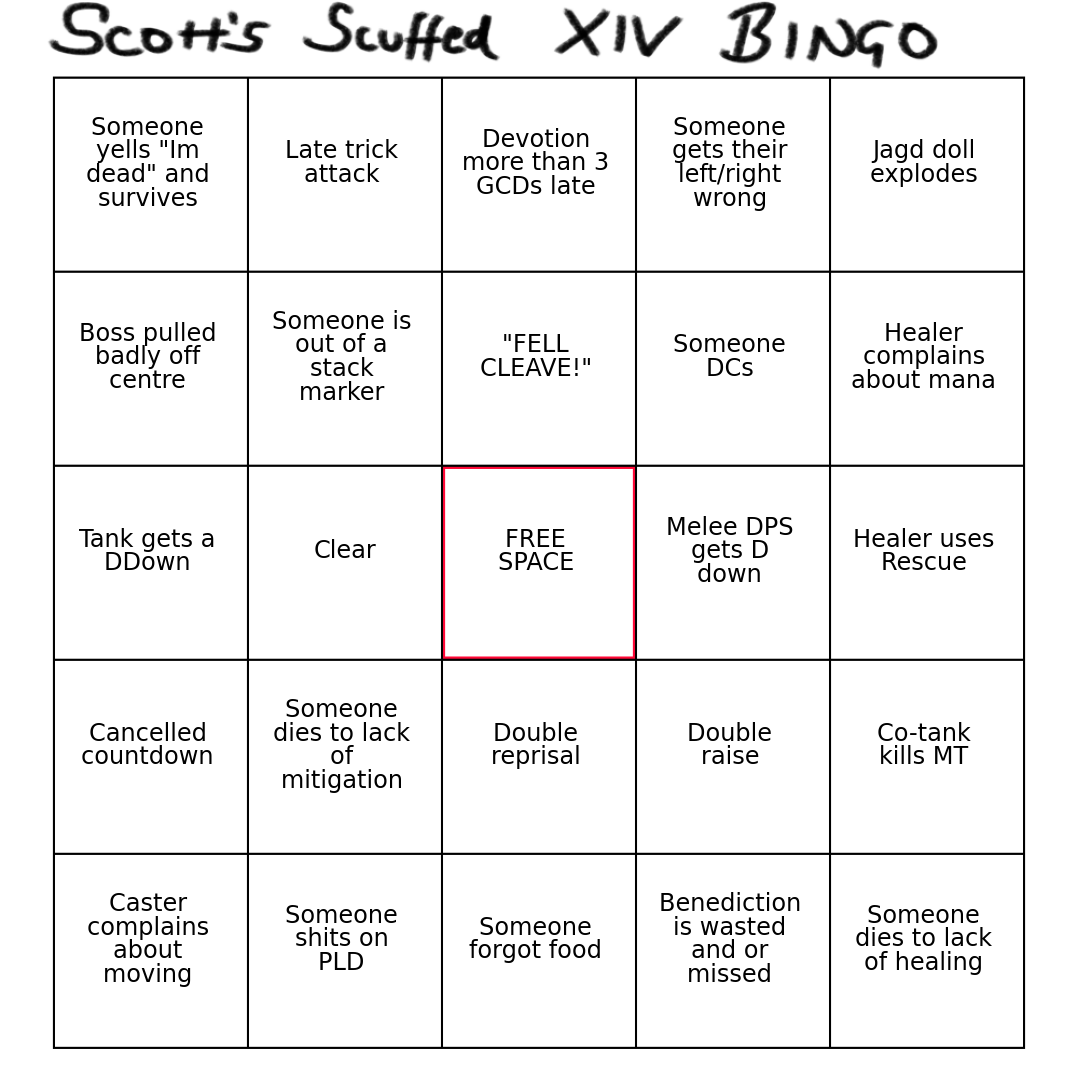 Scott's Scuffed XIV BINGO
Someone
yells "Im
dead" and
survives
Late trick
attack
Devotion
more than 3
GCDs late
Someone
gets their
left/right
wrong
Jagd doll
explodes
Boss pulled
badly off
centre
Someone is
out of a
stack
marker
"FELL
CLEAVE!"
Someone
DCs
Healer
complains
about mana
Tank gets a
DDown
Clear
FREE
SPACE
Melee DPS
gets D
down
Healer uses
Rescue
Cancelled
countdown
Someone
dies to lack
of
mitigation
Double
reprisal
Double
raise
Co-tank
kills MT
Caster
complains
about
moving
Someone
shits on
PLD
Someone
forgot food
Benediction
is wasted
and or
missed
Someone
dies to lack
of healing